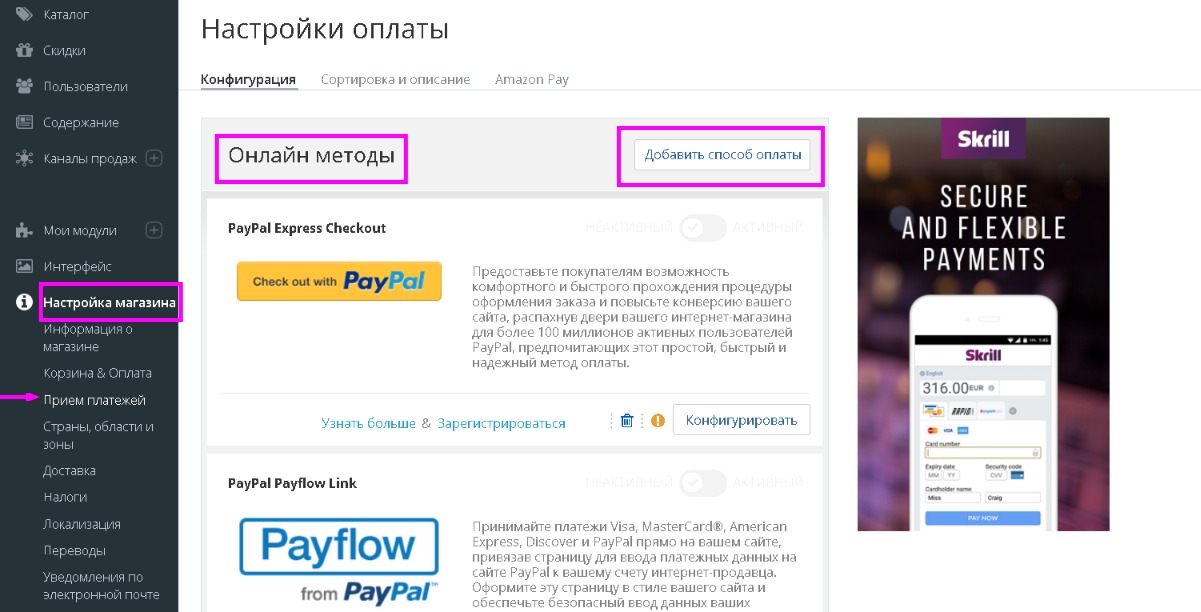 Каталог
Скидки
Пользователи
Содержание
Каналы продаж
Мои модули
Интерфейс
Настройка магазина
Информация о
магазине
Корзина & Оплата
Прием платежей
Страны, области и
зоны
Доставка
Налоги
Локализация
Переводы
Уведомления по
электронной почте
Настройки оплаты
Конфигурация Сортировка и описание Amazon Pay
Онлайн методы
Добавить способ оплаты
PayPal Express Checkout
НЕАКТИВНЫЙ АКТИВНЫЙ
Check out with PayPal
Предоставьте покупателям возможность
комфортного и быстрого прохождения процедуры
оформления заказа и повысьте конверсию вашего
сайта, распахнув двери вашего интернет-магазина
для более 100 миллионов активных пользователей
PayPal, предпочитающих этот простой, быстрый и
надежный метод оплаты.
Узнать больше & Зарегистрироваться
Конфигурировать
PayPal Payflow Link
НЕАКТИВНЫЙ АКТИВНЫЙ
Payflow
from PayPal™
Принимайте платежи Visa, MasterCard®, American
Express, Discover и PayPal прямо на вашем сайте,
привязав страницу для ввода платежных данных на
сайте PayPal к вашему счету интернет-продавца.
Оформите эту страницу в стиле вашего сайта и
обеспечьте безопасный ввод данных ваших
Skrill
SECURE
AND FLEXIBLE
PAYMENTS
Skrill
English
316.00 EUR
VISA
Card number
Expiry date Security code
MM YY CVV
Cardholder name
Miss Craig
PAY NOW